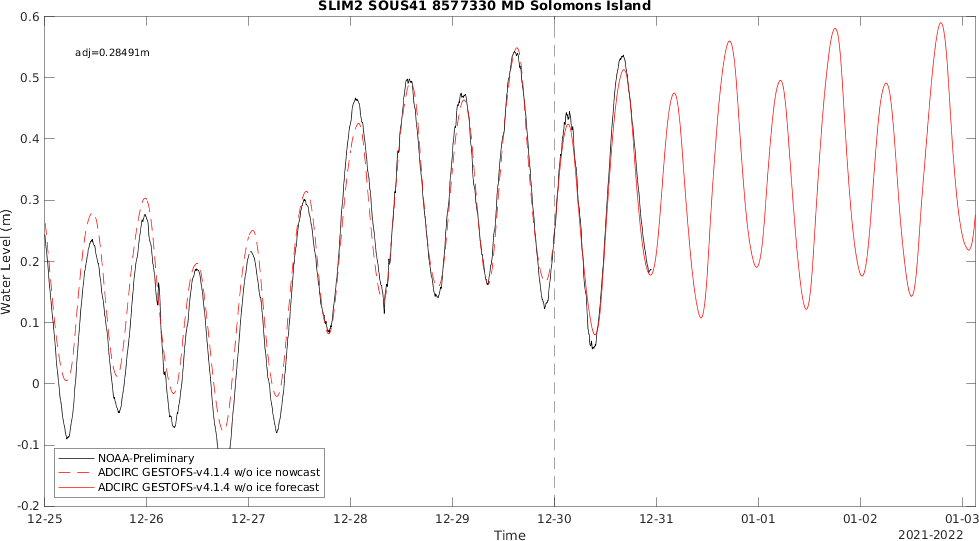 SLIM2 SOUS41 8577330 MD Solomons Island
adj=0.28491m
Water Level (m)
0.6
0.5
0.4
0.3
0.2
0.1
0
-0.1
-0.2
NOAA-Preliminary
ADCIRC GESTOFS-v4.1.4 w/o ice nowcast
ADCIRC GESTOFS-v4.1.4 w/o ice forecast
12-25 12-26 12-27 12-28 12-29 12-30 12-31 01-01 01-02 01-03
Time
2021-2022